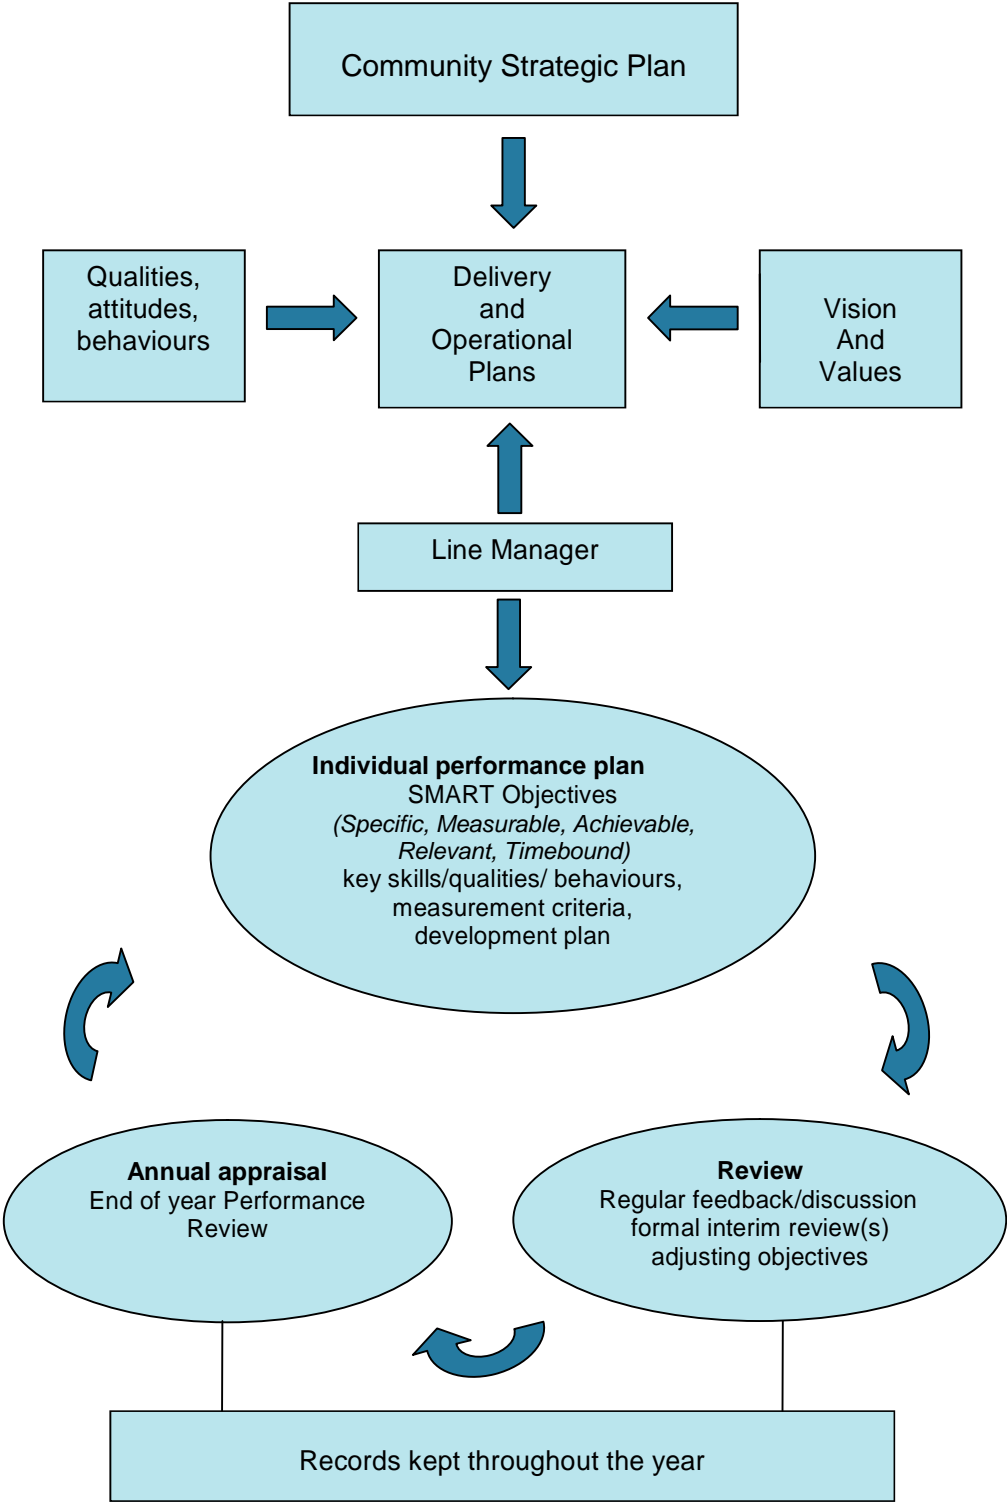 Community Strategic Plan
Qualities,
attitudes,
behaviours
Delivery
and
Operational
Plans
Vision
And
Values
Line Manager
Individual performance plan
SMART Objectives
(Specific, Measurable, Achievable,
Relevant, Timebound)
key skills/qualities/ behaviours,
measurement criteria,
development plan
Annual appraisal
End of year Performance
Review
Review
Regular feedback/discussion
formal interim review(s)
adjusting objectives
Records kept throughout the year